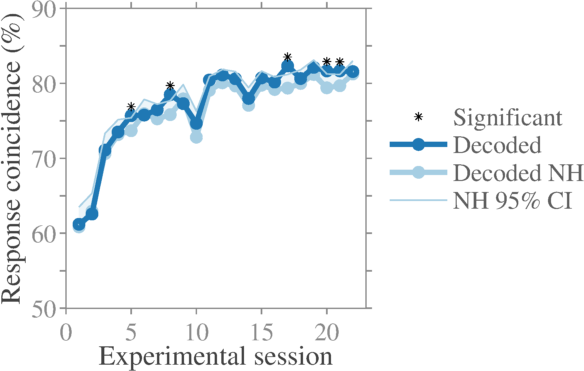 Response coincidence (%)
90
80
70
60
50
0 5 10 15 20
Experimental session
Significant
Decoded
Decoded NH
NH 95% CI